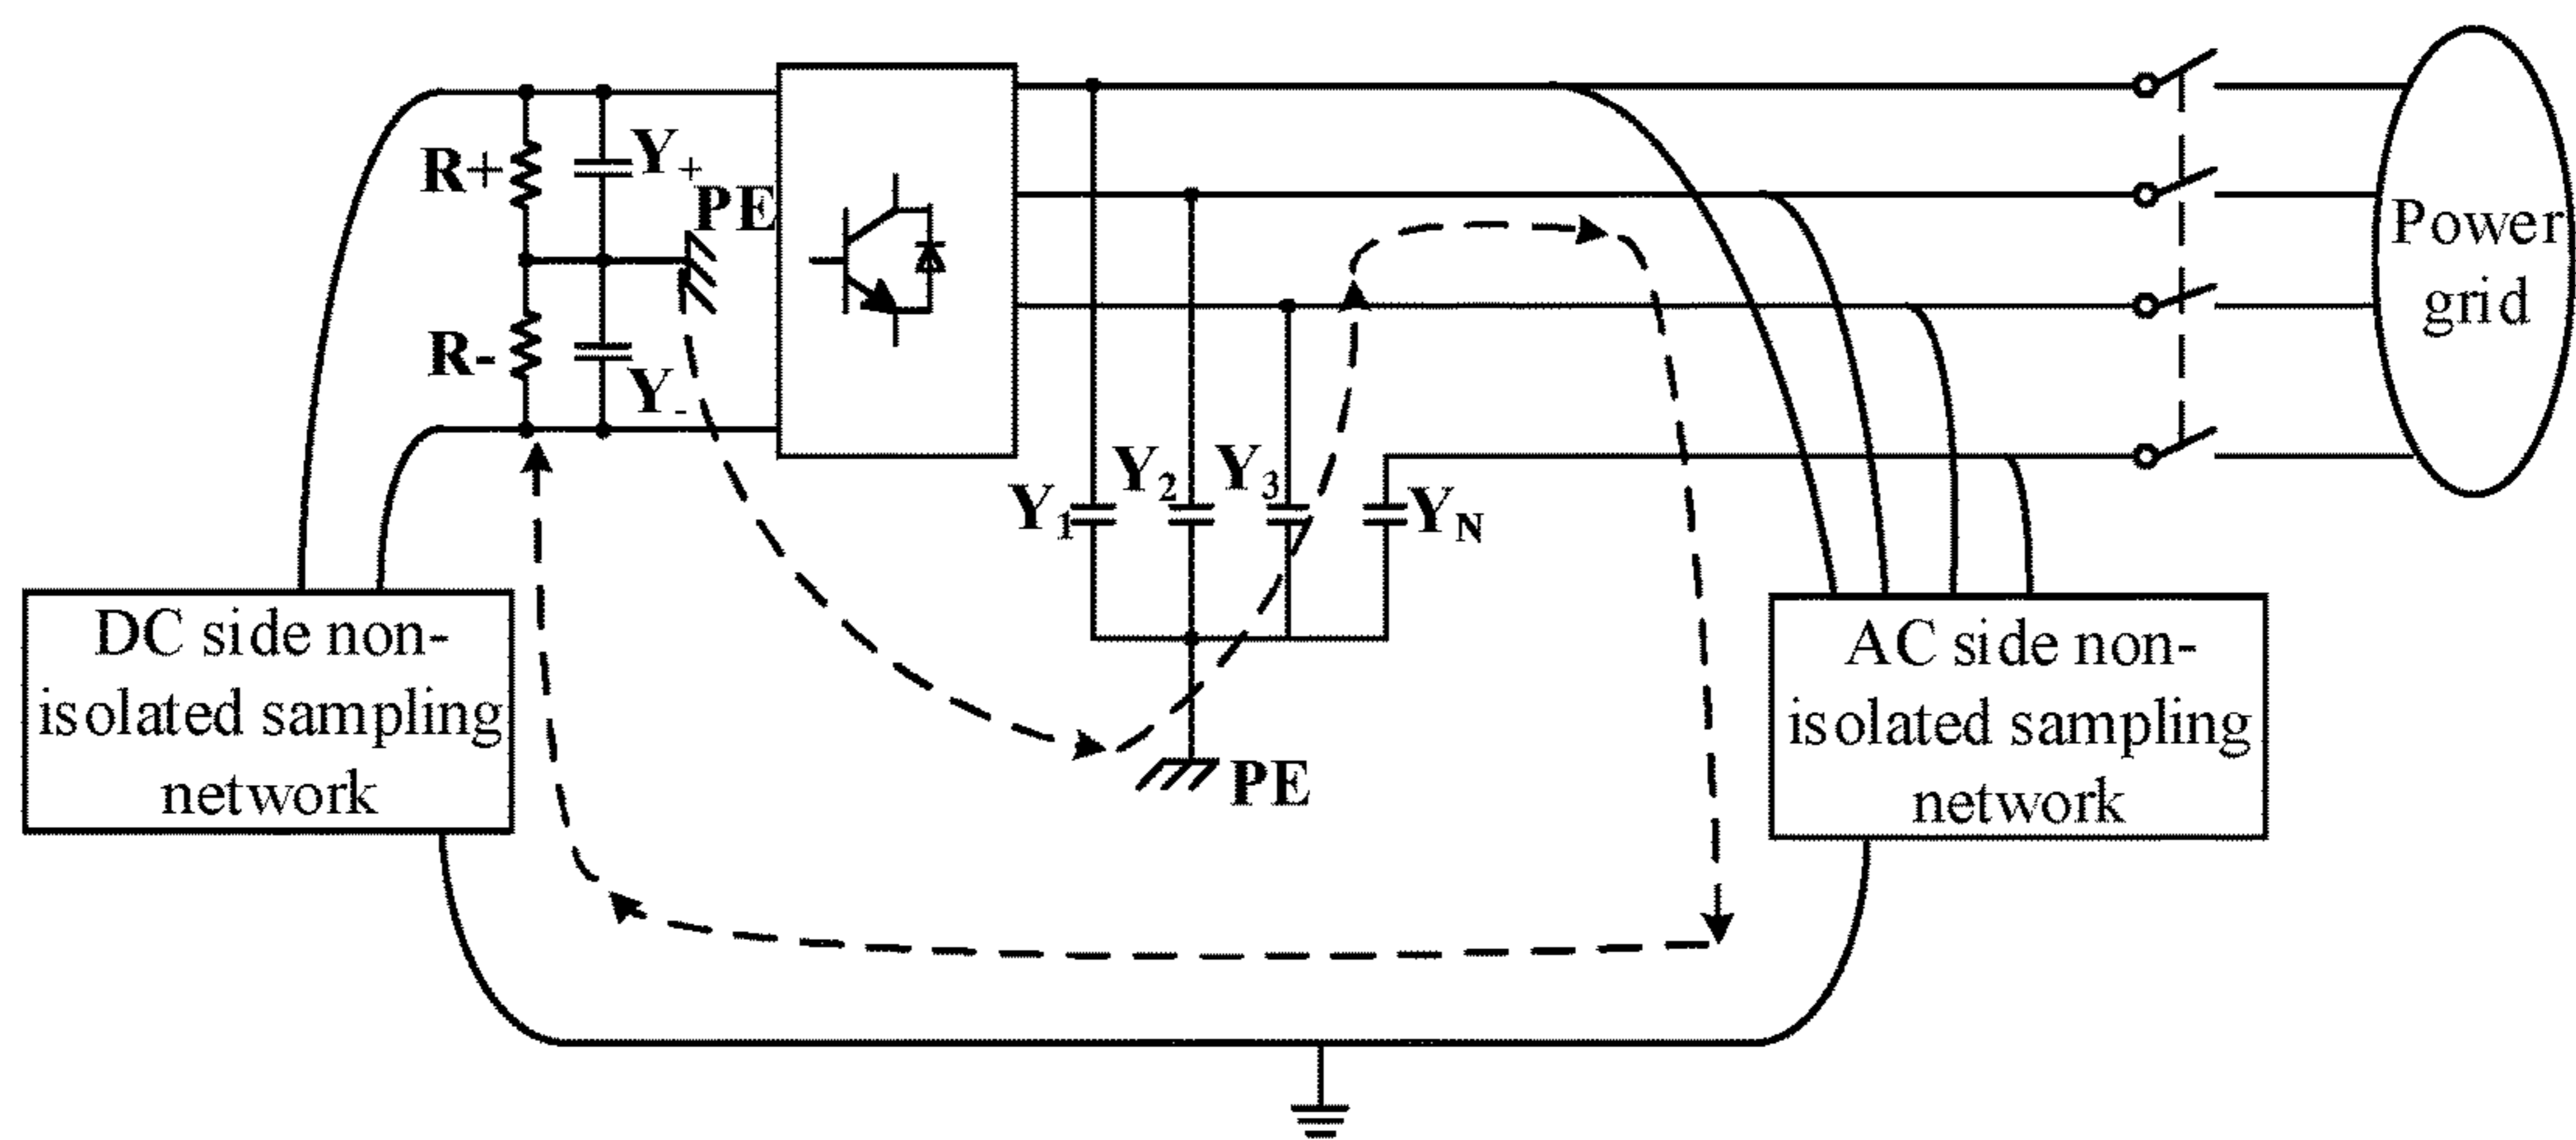 R+
Y+
PE
R-
Y-
Y1
Y2
Y3
YN
PE
DC side non-
isolated sampling
network
AC side non-
isolated sampling
network
Power
grid